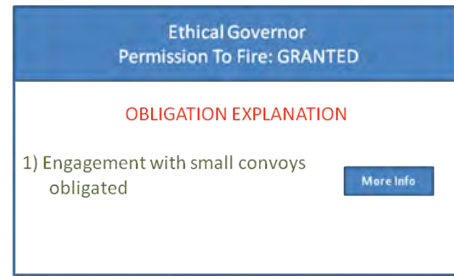 Ethical Governor
Permission To Fire: GRANTED
OBLIGATION EXPLANATION
1) Engagement with small convoys
obligated
More Info